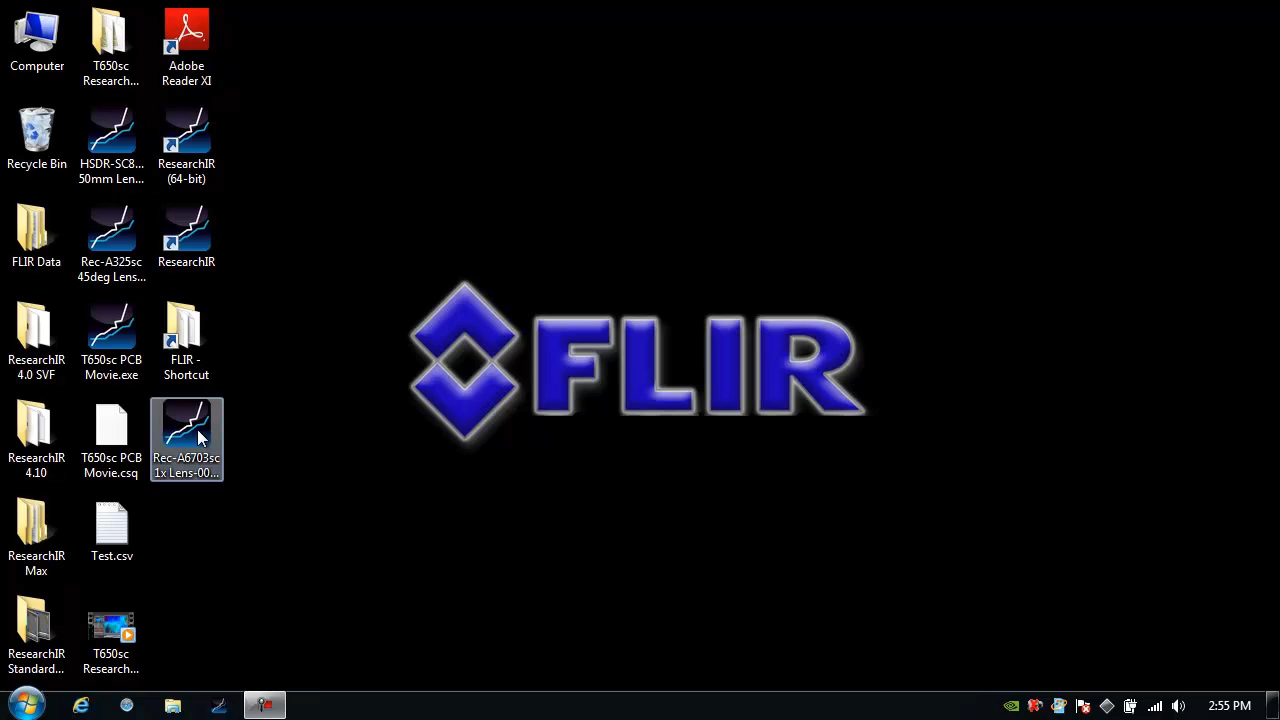 Computer
Recycle Bin
FLIR Data
ResearchIR
4.0 SVF
ResearchIR
4.10
ResearchIR
Max
ResearchIR
Standard...
T650sc
Research...
HSDR-SC8...
50mm Len...
Rec-A325sc
45deg Lens...
T650sc PCB
Movie.exe
T650sc PCB
Movie.csq
Test.csv
T650sc
Research...
Adobe
Reader XI
ResearchIR
(64-bit)
ResearchIR
FLIR -
Shortcut
Rec-A6703sc
1x Lens-00...
FLIR
2:55 PM